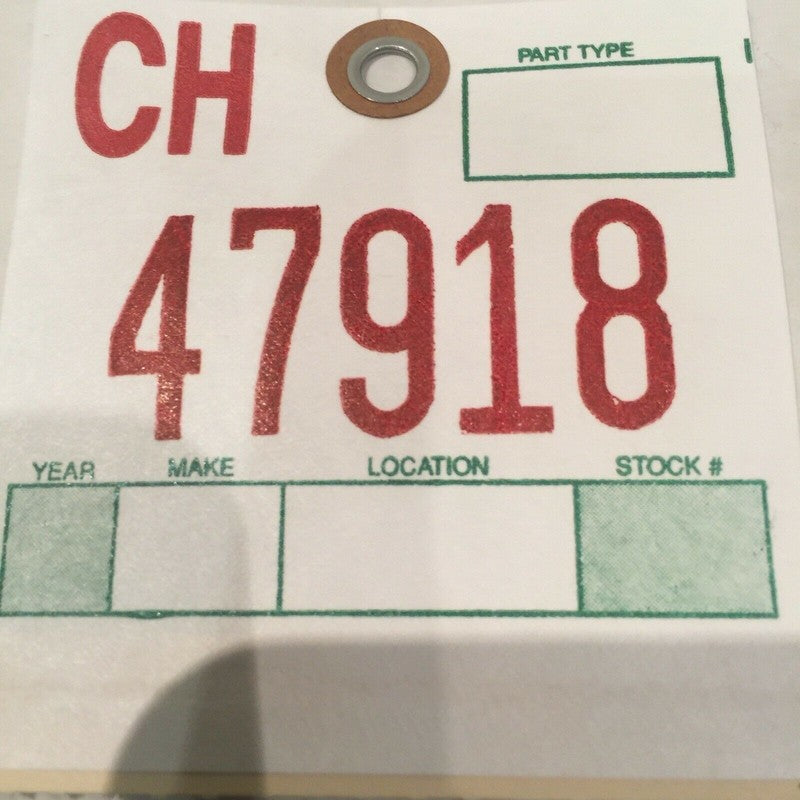 CH
PART TYPE
47918
YEAR MAKE LOCATION STOCK #